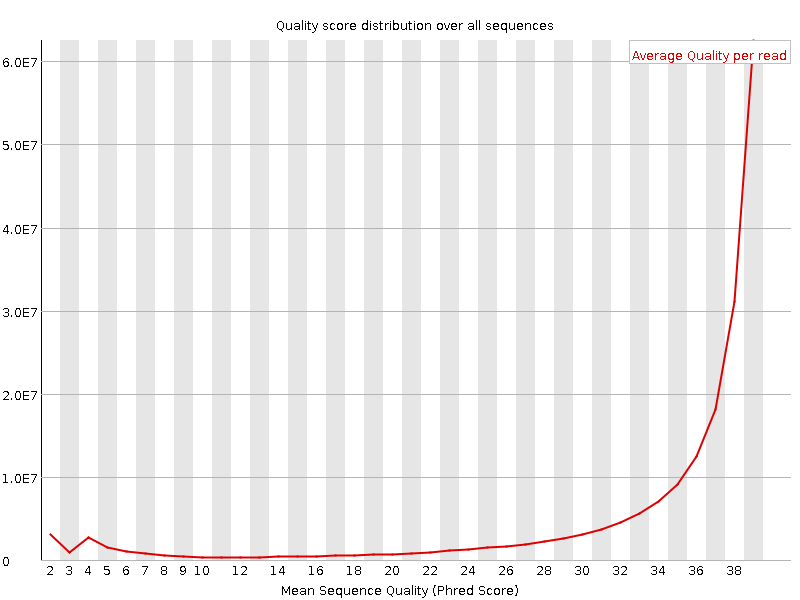 Quality score distribution over all sequences
Average Quality per read
6.0E7
5.0E7
4.0E7
3.0E7
2.0E7
1.0E7
0
2 3 4 5 6 7 8 9 10 12 14 16 18 20 22 24 26 28 30 32 34 36 38
Mean Sequence Quality (Phred Score)